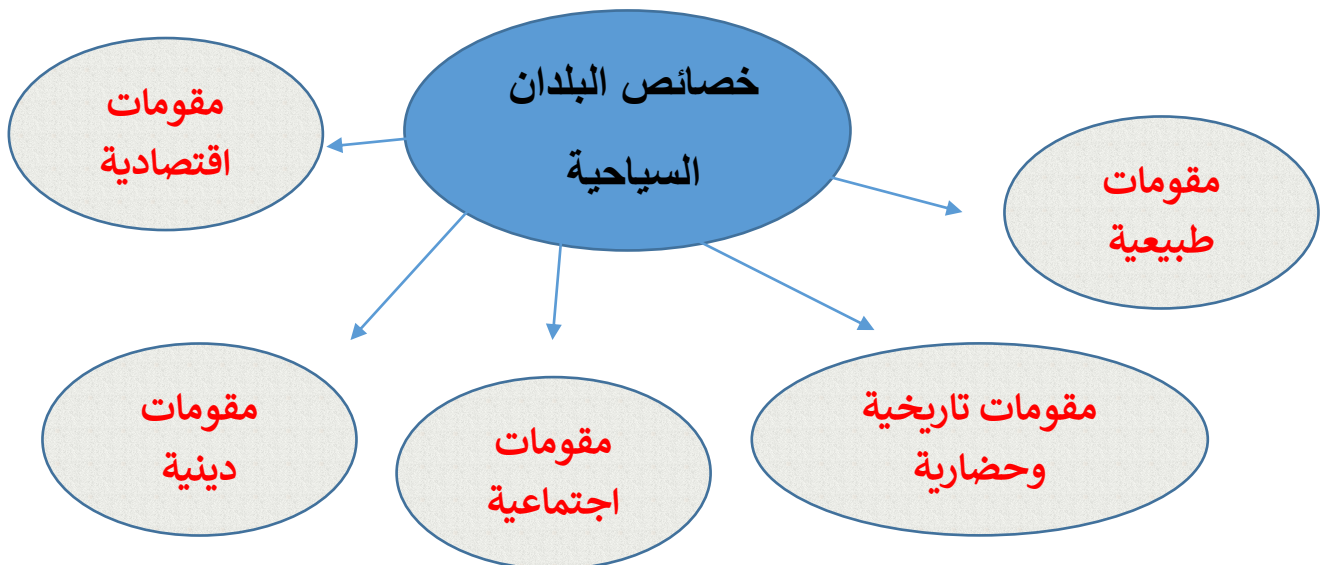 خصائص البلدان
السياحية
مقومات
طبيعية
مقومات تاريخية
وحضارية
مقومات
اجتماعية
مقومات
دينية
مقومات
اقتصادية